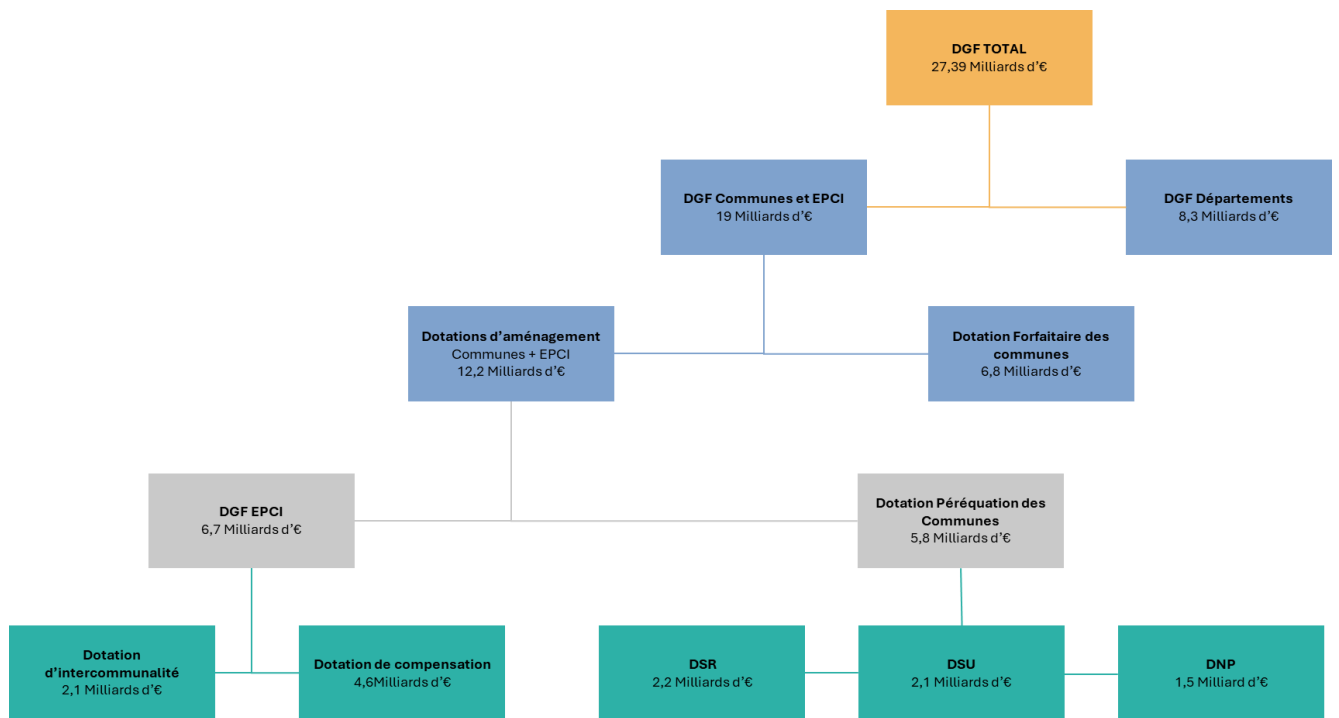 DGF TOTAL
27,39 Milliards d'€
DGF Communes et EPCI
19 Milliards d'€
DGF Départements
8,3 Milliards d'€
Dotations d'aménagement
Communes + EPCI
12,2 Milliards d'€
Dotation Forfaitaire des
communes
6,8 Milliards d'€
DGF EPCI
6,7 Milliards d'€
Dotation Péréquation des
Communes
5,8 Milliards d'€
Dotation
d'intercommunalité
2,1 Milliards d'€
Dotation de compensation
4,6Milliards d'€
DSR
2,2 Milliards d'€
DSU
2,1 Milliards d'€
DNP
1,5 Milliard d'€